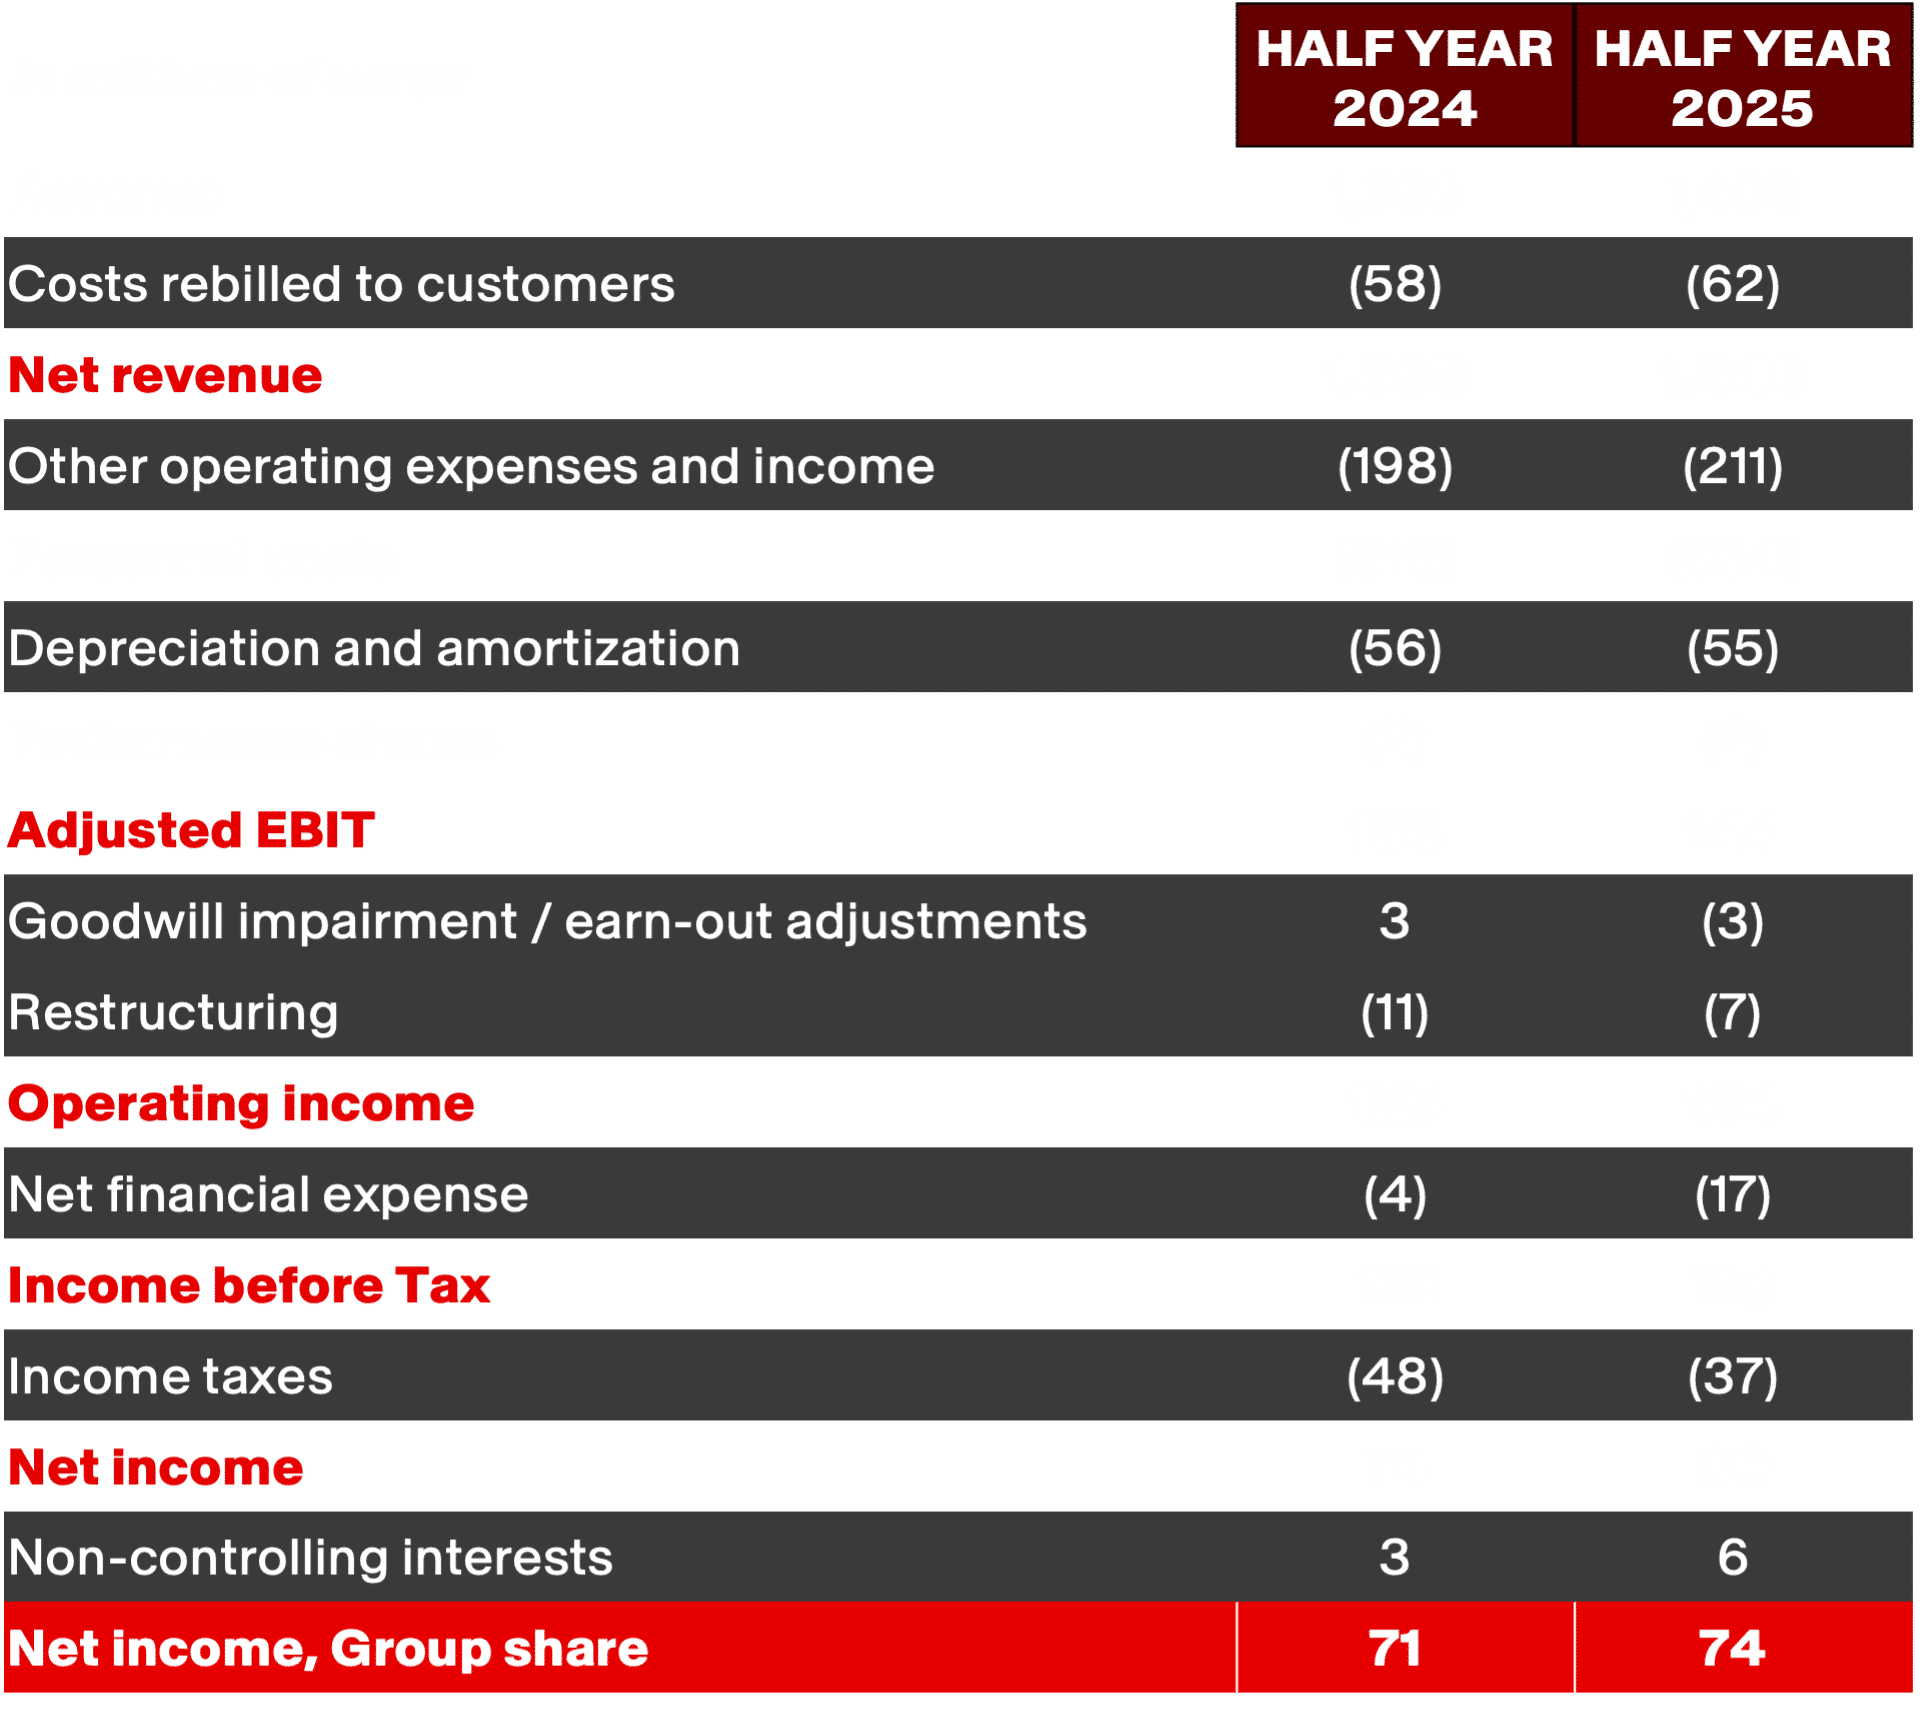 HALF YEAR 2024 HALF YEAR 2025
Costs rebilled to customers (58) (62)
Net revenue
Other operating expenses and income (198) (211)
Depreciation and amortization (56) (55)
Adjusted EBIT
Goodwill impairment / earn-out adjustments 3 (3)
Restructuring (11) (7)
Operating income
Net financial expense (4) (17)
Income before Tax
Income taxes (48) (37)
Net income
Non-controlling interests 3 6
Net income, Group share 71 74